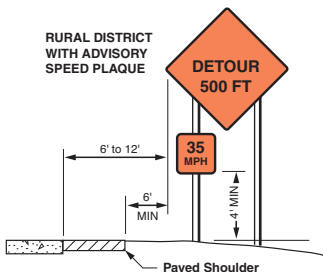 RURAL DISTRICT
WITH ADVISORY
SPEED PLAQUE
DETOUR
500 FT
35
MPH
6' to 12'
6'
MIN
4' MIN
Paved Shoulder